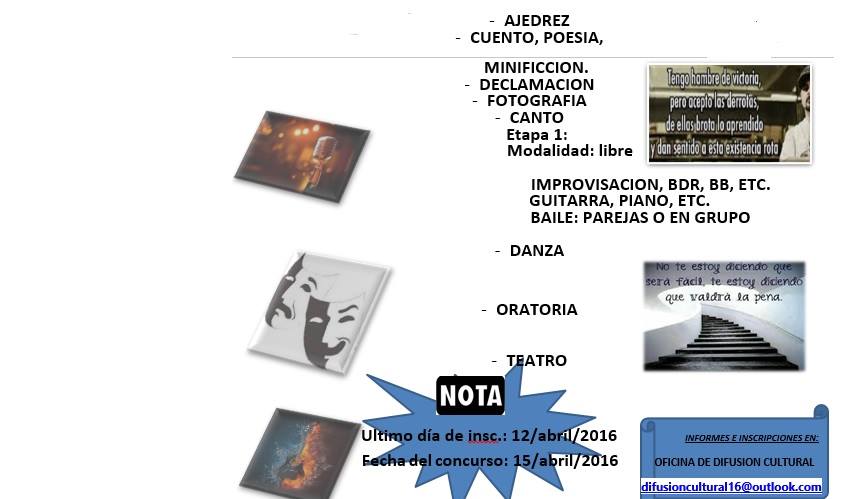 - AJEDREZ
- CUENTO, POESIA,
MINIFICCION.
- DECLAMACION
- FOTOGRAFIA
- CANTO
Etapa 1:
Modalidad: libre
Tengo hambre de victoria,
pero acepto las derrotas,
de ellas broto lo aprendido
y dan sentido a esta existencia rota
IMPROVISACION, BDR, BB, ETC.
GUITARRA, PIANO, ETC.
BAILE: PAREJAS O EN GRUPO
- DANZA
No te estoy diciendo que
será fácil, te estoy diciendo
que valdrá la pena.
- ORATORIA
- TEATRO
NOTA
Ultimo día de insc.: 12/abril/2016
Fecha del concurso: 15/abril/2016
INFORMES E INSCRIPCIONES EN:
OFICINA DE DIFUSION CULTURAL
difusioncultural16@outlook.com